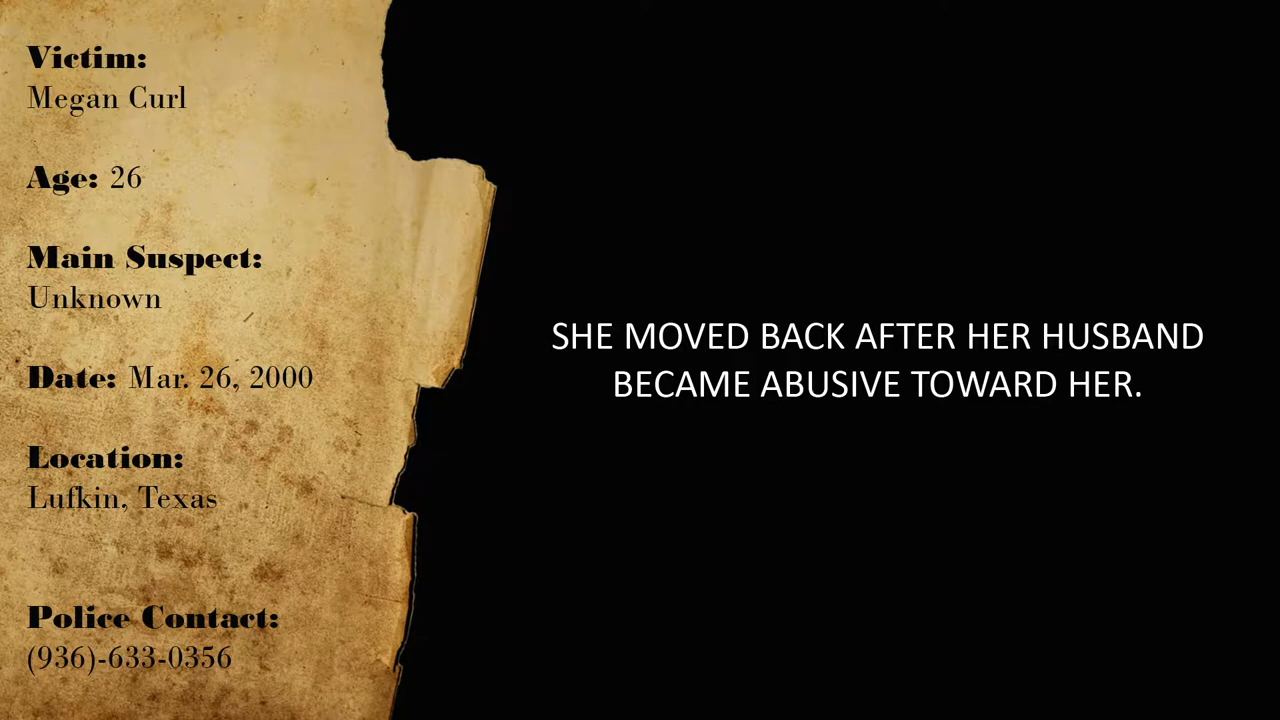 Victim:
Megan Curl
Age: 26
Main Suspect:
Unknown
Date: Mar. 26, 2000
Location:
Lufkin, Texas
Police Contact:
(936)-633-0356
SHE MOVED BACK AFTER HER HUSBAND
BECAME ABUSIVE TOWARD HER.